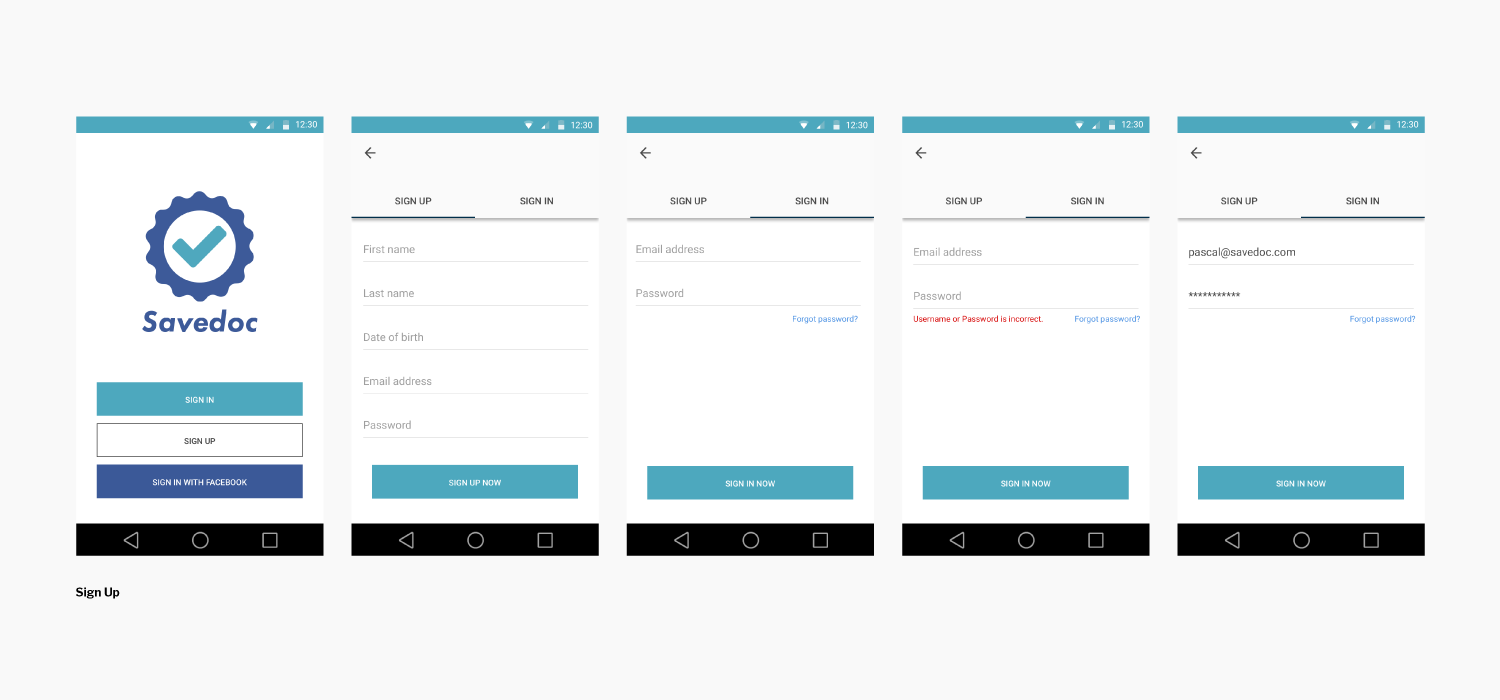 12:30
Savedoc
SIGN IN
SIGN UP
SIGN IN WITH FACEBOOK
12:30
SIGN UP SIGN IN
First name
Last name
Date of birth
Email address
Password
SIGN UP NOW
12:30
SIGN UP SIGN IN
Email address
Password
Forgot password?
SIGN IN NOW
12:30
SIGN UP SIGN IN
Email address
Password
Username or Password is incorrect. Forgot password?
SIGN IN NOW
12:30
SIGN UP SIGN IN
pascal@savedoc.com
***********
Forgot password?
SIGN IN NOW
Sign Up